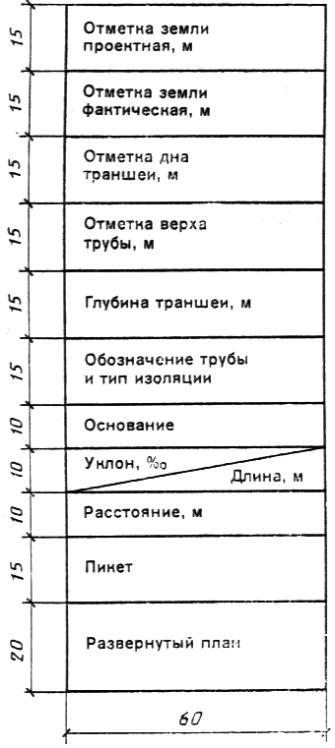 15
Отметка земли
проектная, м
15
Отметка земли
фактическая, м
15
Отметка дна
траншеи, м
15
Отметка верха
трубы, м
15
Глубина траншеи, м
15
Обозначение трубы
и тип изоляции
10
Основание
10
Уклон, ‰
Длина, м
10
Расстояние, м
15
Пикет
20
Развернутый план
60